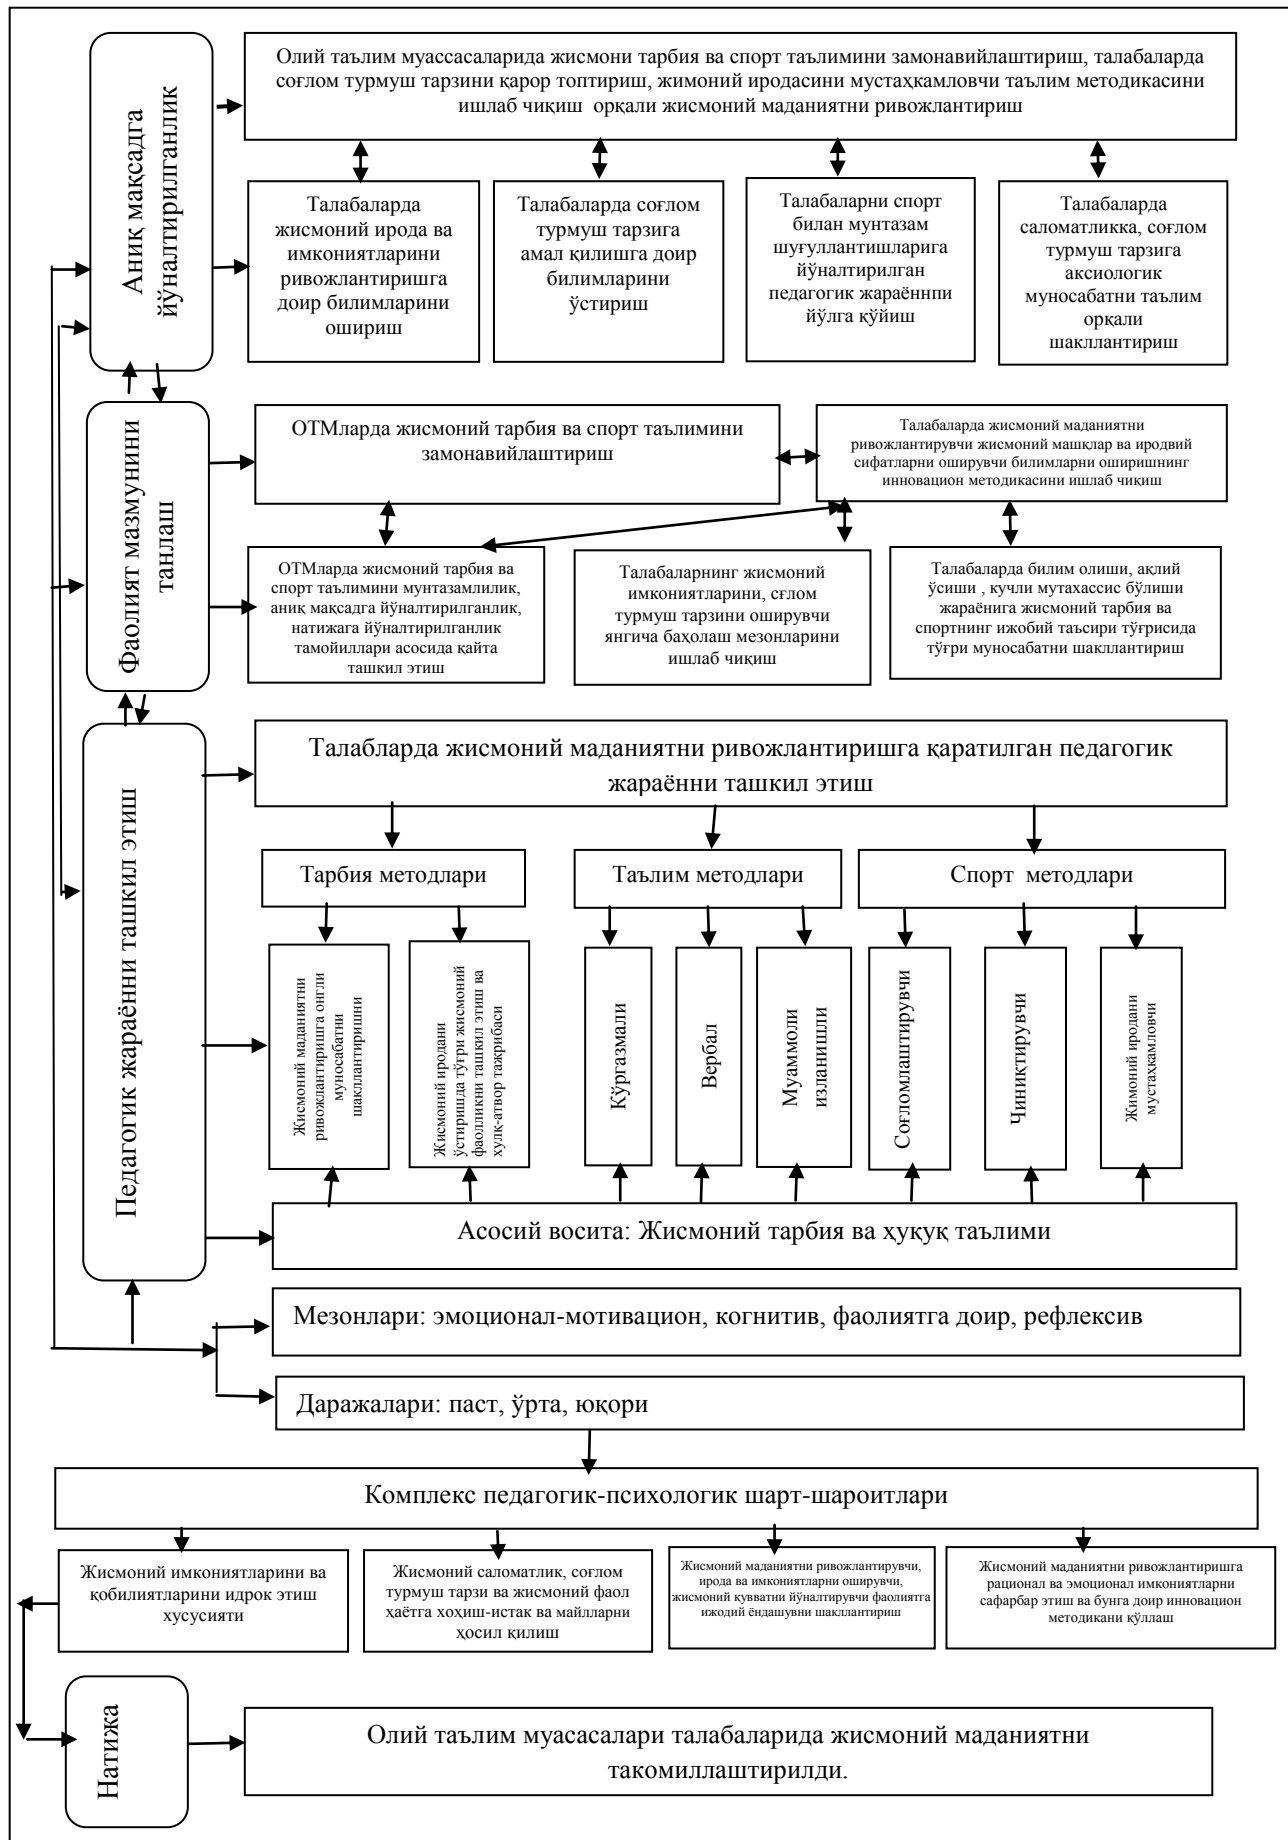 Аниқ мақсадга
йўналтирилганлик
Олий таълим муассасаларида жисмони тарбия ва спорт таълимини замонавийлаштириш, талабаларда
соғлом турмуш тарзини қарор топтириш, жимоний иродасини мустаҳкамловчи таълим методикасини
ишлаб чиқиш орқали жисмоний маданиятни ривожлантириш
Талабаларда
жисмоний ирода ва
имкониятларини
ривожлантиришга
доир билимларини
ошириш
Талабаларда соғлом
турмуш тарзига
амал қилишга доир
билимларини
ўстириш
Талабаларни спорт
билан мунтазам
шуғуллантишларига
йўналтирилган
педагогик жараённпи
йўлга қўйиш
Талабаларда
саломатликка, соғлом
турмуш тарзига
аксиологик
муносабатни таълим
орқали
шакллантириш
Фаолият мазмунини
танлаш
ОТМларда жисмоний тарбия ва спорт таълимини
замонавийлаштириш
Талабаларда жисмоний маданиятни
ривожлантирувчи жисмоний машқлар ва иродвий
сифатларни оширувчи билимларни оширишнинг
инновацион методикасини ишлаб чиқиш
ОТМларда жисмоний тарбия ва
спорт таълимини мунтазамлилик,
аниқ мақсадга йўналтирилганлик,
натижага йўналтирилганлик
тамойиллари асосида қайта
ташкил этиш
Талабаларнинг жисмоний
имкониятларини, сғлом
турмуш тарзини оширувчи
янгича баҳолаш мезонларини
ишлаб чиқиш
Талабаларда билим олиши, ақлий
ўсиши , кучли мутахассис бўлиши
жараёнига жисмоний тарбия ва
спортнинг ижобий таъсири тўғрисида
тўғри муносабатни шакллантириш
Педагогик жараённи ташкил этиш
Талабларда жисмоний маданиятни ривожлантиришга қаратилган педагогик
жараённи ташкил этиш
Тарбия методлари
Таълим методлари
Спорт методлари
Жисмоний маданиятни
ривожлантиришга онгли
муносабатни
шакллантиришни
Жисмоний иродани
ўстиришда тўғри жисмоний
фаолликни ташкил этиш ва
хулқ-атвор тажрибаси
Кўргазмали
Вербал
Муаммоли
изланишли
Соғломлаштирувчи
Чиниктирувчи
Жимоний иродани
мустаҳкамловчи
Асосий восита: Жисмоний тарбия ва ҳуқуқ таълими
Мезонлари: эмоционал-мотивацион, когнитив, фаолиятга доир, рефлексив
Даражалари: паст, ўрта, юқори
Комплекс педагогик-психологик шарт-шароитлари
Жисмоний имкониятларини ва
қобилиятларини идрок этиш
хусусияти
Жисмоний саломатлик, соғлом
турмуш тарзи ва жисмоний фаол
ҳаётга хоҳиш-истак ва майлларни
ҳосил қилиш
Жисмоний маданиятни ривожлантирувчи,
ирода ва имкониятларни оширувчи,
жисмоний қувватни йўналтирувчи фаолиятга
ижодий ёндашувни шакллантириш
Жисмоний маданиятни ривожлантиришга
рационал ва эмоционал имкониятларни
сафарбар этиш ва бунга доир инновацион
методикани қўллаш
Натижа
Олий таълим муасасалари талабаларида жисмоний маданиятни
такомиллаштирилди.